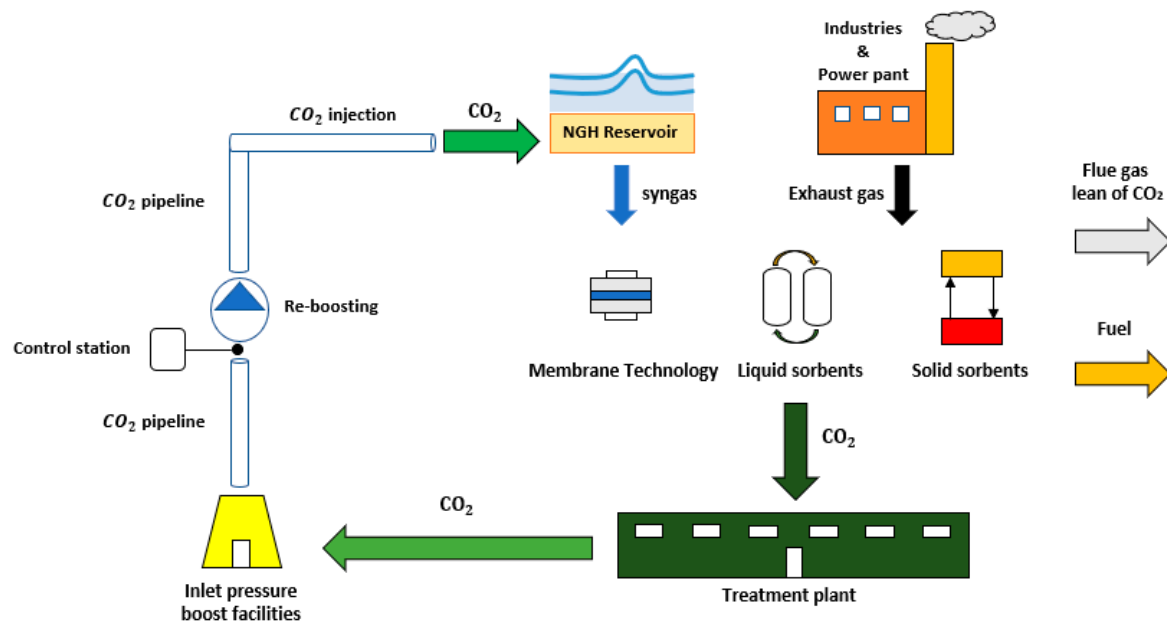 Industries
&
Power pant
CO₂ injection
CO₂
NGH Reservoir
CO₂ pipeline
syngas
Exhaust gas
Flue gas
lean of CO₂
Re-boosting
Control station
Fuel
Membrane Technology
Liquid sorbents
Solid sorbents
CO₂ pipeline
CO₂
CO₂
Inlet pressure
boost facilities
Treatment plant